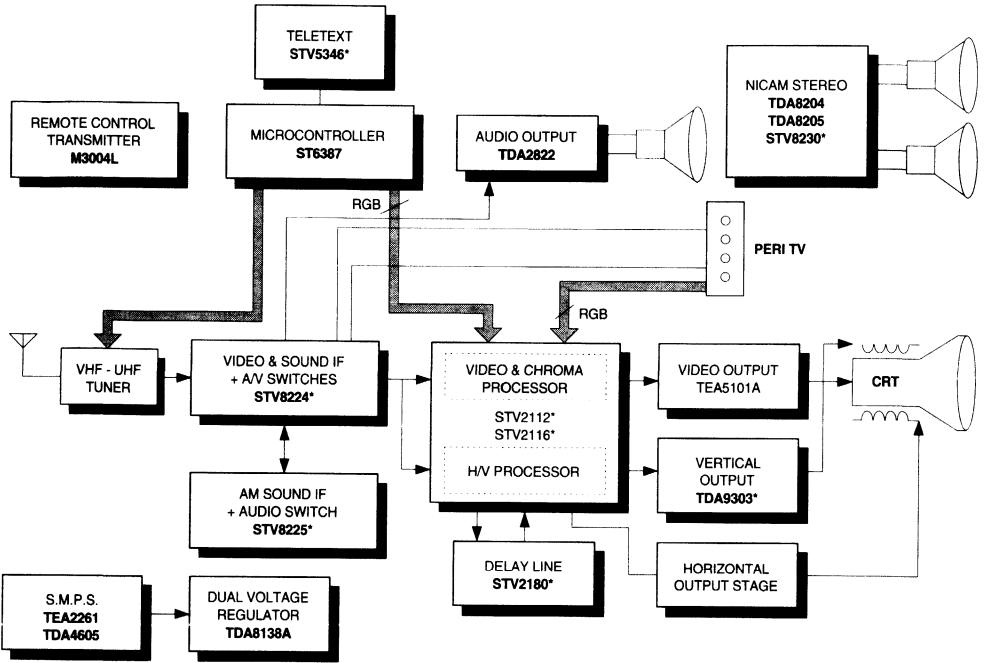 TELETEXT
STV5346*
REMOTE CONTROL
TRANSMITTER
M3004L
MICROCONTROLLER
ST6387
AUDIO OUTPUT
TDA2822
NICAM STEREO
TDA8204
TDA8205
STV8230*
RGB
PERI TV
RGB
VHF - UHF
TUNER
VIDEO & SOUND IF
+ A/V SWITCHES
STV8224*
VIDEO & CHROMA
PROCESSOR
STV2112*
STV2116*
H/V PROCESSOR
VIDEO OUTPUT
TEA5101A
CRT
VERTICAL
OUTPUT
TDA9303*
AM SOUND IF
+ AUDIO SWITCH
STV8225*
DELAY LINE
STV2180*
HORIZONTAL
OUTPUT STAGE
S.M.P.S.
TEA2261
TDA4605
DUAL VOLTAGE
REGULATOR
TDA8138A